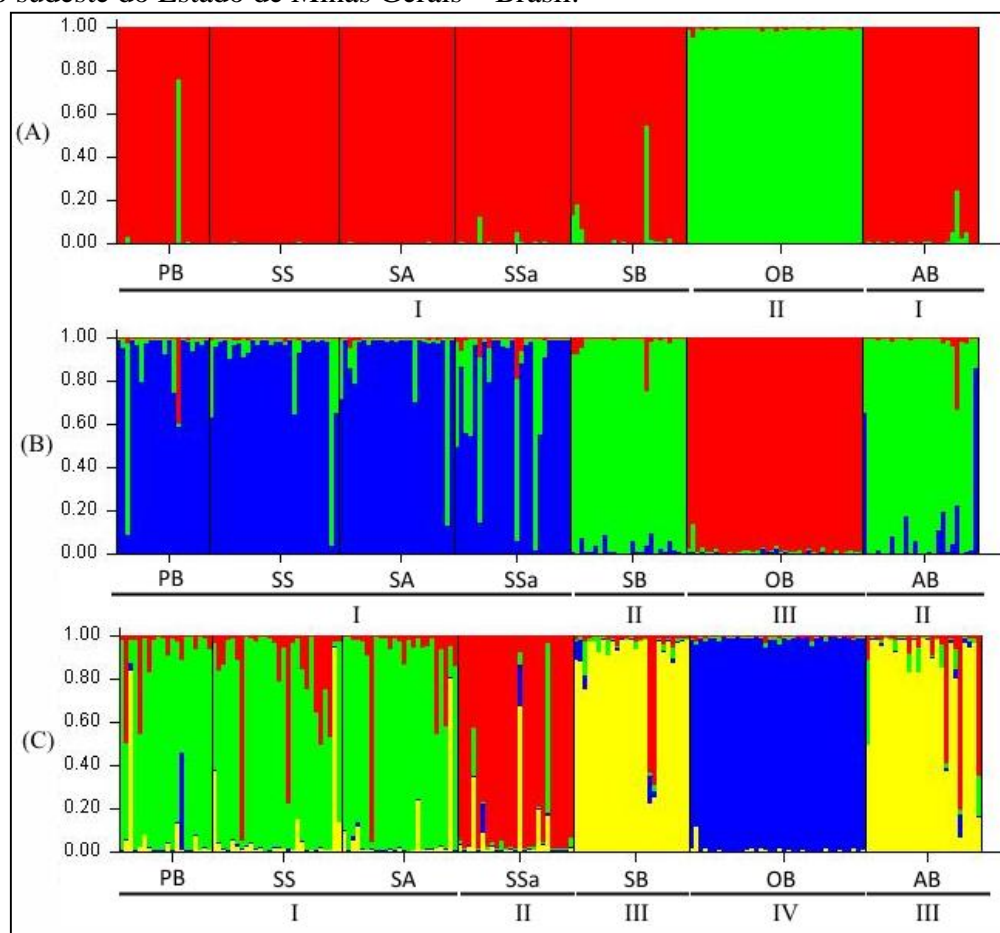 sudeste do Estado de Minas Gerais – Brasil.
1.00
0.80
0.60
(A)
0.40
0.20
0.00
PB SS SA SSa SB OB AB
I II I
1.00
0.80
0.60
(B)
0.40
0.20
0.00
PB SS SA SSa SB OB AB
I II III II
1.00
0.80
0.60
(C)
0.40
0.20
0.00
PB SS SA SSa SB OB AB
I II III IV III